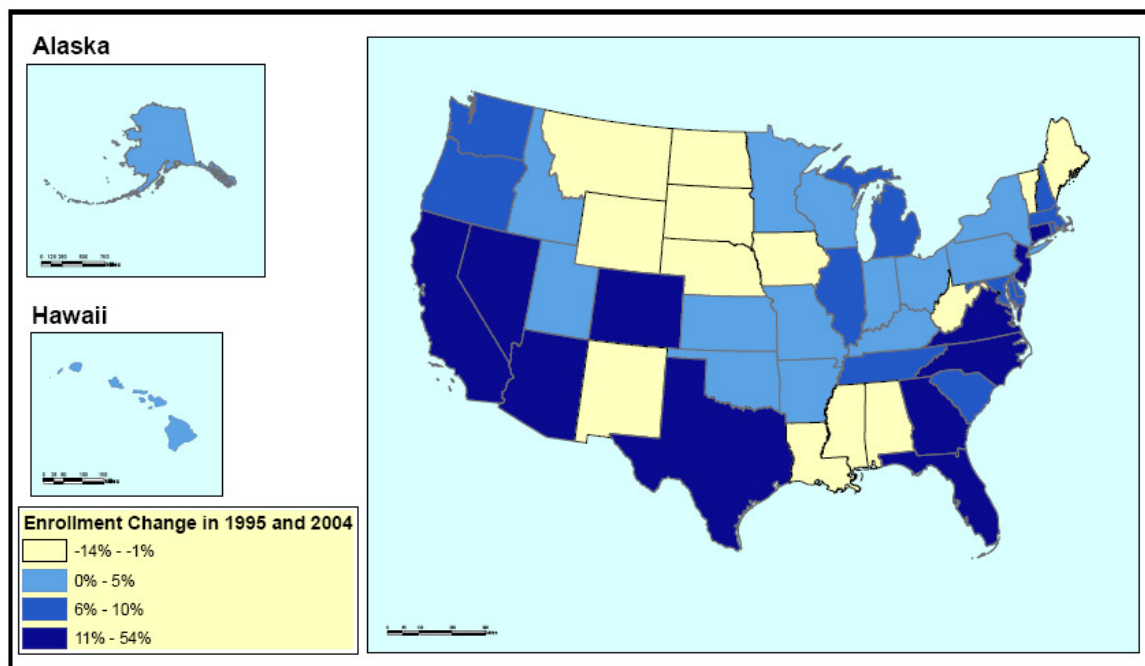 Alaska
Hawaii
Enrollment Change in 1995 and 2004
-14% - -1%
0% - 5%
6% - 10%
11% - 54%